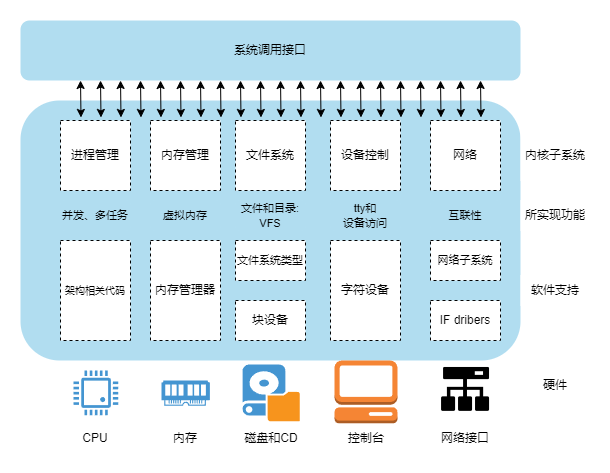 系统调用接口
进程管理
内存管理
文件系统
设备控制
网络
内核子系统
并发、多任务
虚拟内存
文件和目录:
VFS
tty和
设备访问
互联性
所实现功能
架构相关代码
内存管理器
文件系统类型
块设备
字符设备
网络子系统
IF dribers
软件支持
硬件
CPU
内存
磁盘和CD
控制台
网络接口